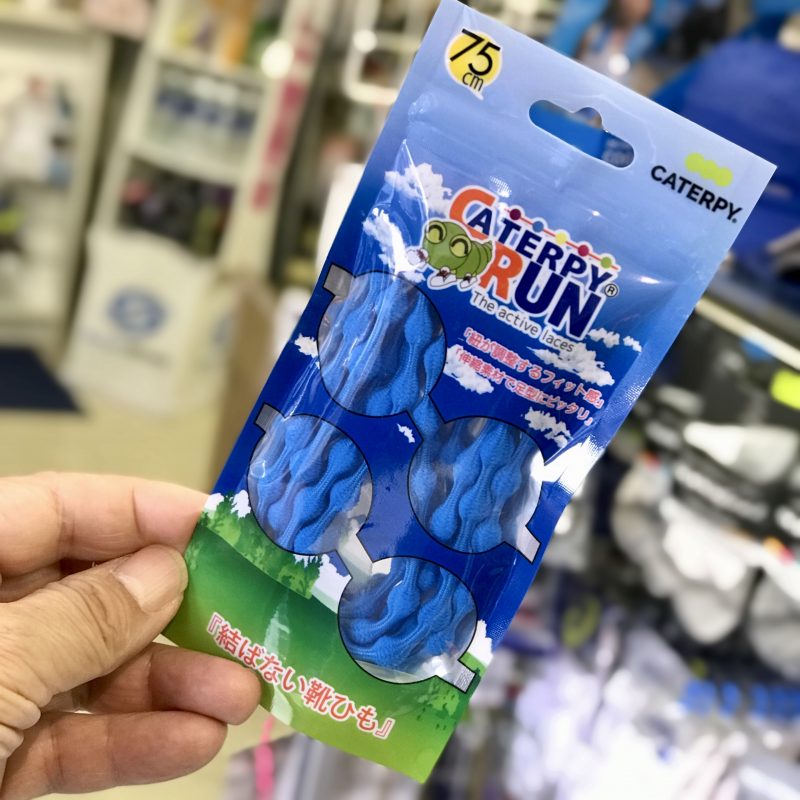 75
cm
CATERPY®
CATERPY
RUN®
The active laces
「紐が調整するフィット感」
「伸縮素材で足型にピッタリ」
『結ばない靴ひも』